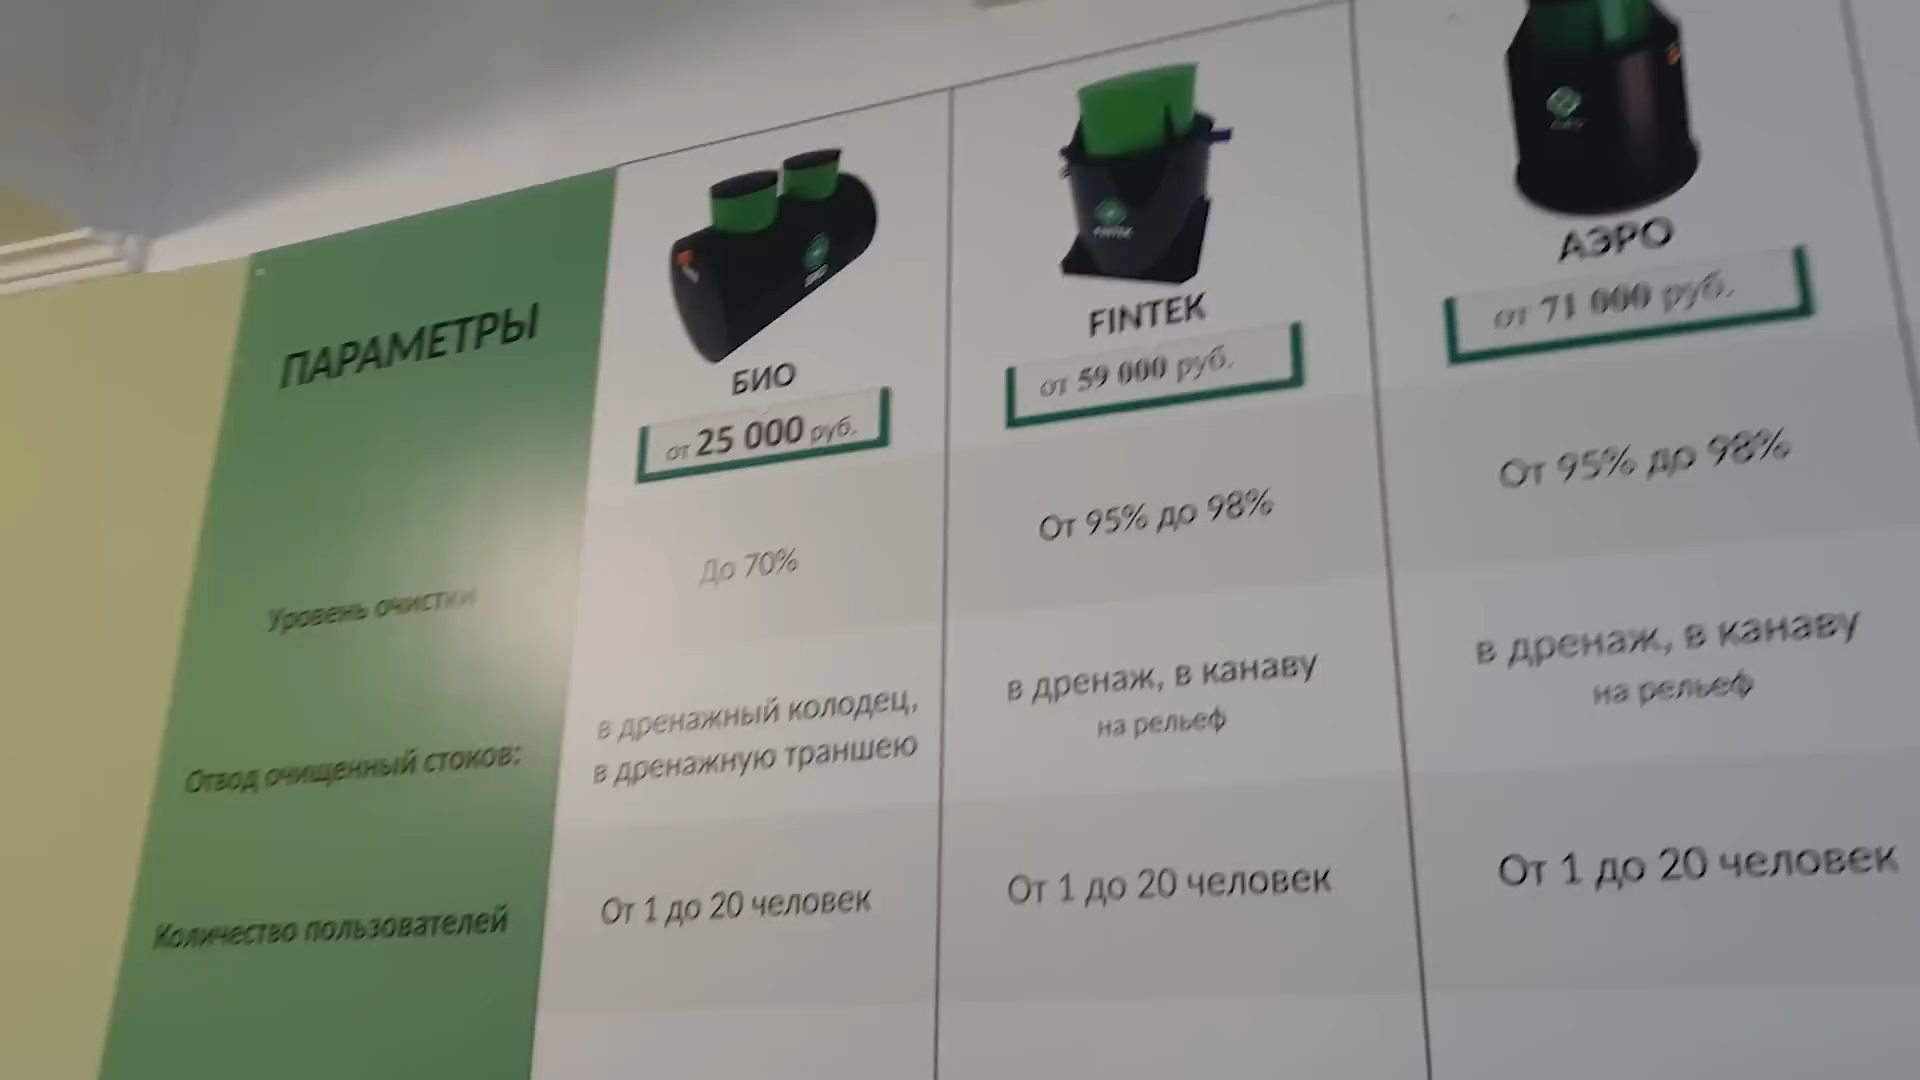 ПАРАМЕТРЫ
БИО
от 25 000 руб.
FINTEK
от 59 000 руб.
АЭРО
от 71 000 руб.
Уровень очистки
До 70%
От 95% до 98%
От 95% до 98%
Отвод очищенный стоков:
в дренажный колодец,
в дренажную траншею
в дренаж, в канаву
на рельеф
в дренаж, в канаву
на рельеф
Количество пользователей
От 1 до 20 человек
От 1 до 20 человек
От 1 до 20 человек